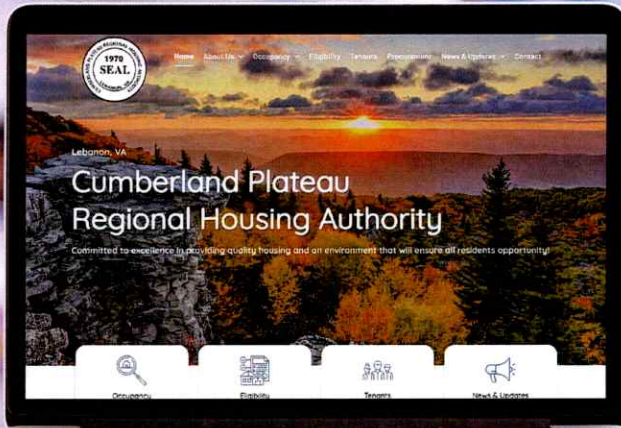 1970
SEAL
Home About Us Occupancy Eligibility Tenants Procurement News & Updates Contact
Lebanon, VA
Cumberland Plateau
Regional Housing Authority
Committed to excellence in providing quality housing and an environment that will ensure all residents opportunity!
Occupancy Eligibility Tenants News & Updates